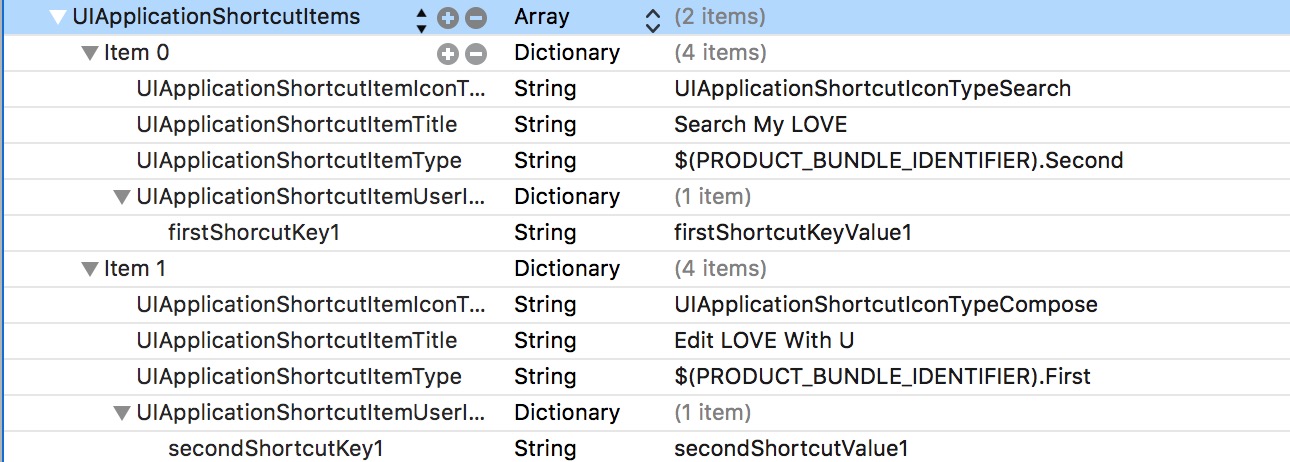 UIApplicationShortcutItems Array (2 items)
Item 0 Dictionary (4 items)
UIApplicationShortcutItemIconT... String UIApplicationShortcutIconTypeSearch
UIApplicationShortcutItemTitle String Search My LOVE
UIApplicationShortcutItemType String $(PRODUCT_BUNDLE_IDENTIFIER).Second
UIApplicationShortcutItemUserI... Dictionary (1 item)
firstShorcutKey1 String firstShortcutKeyValue1
Item 1 Dictionary (4 items)
UIApplicationShortcutItemIconT... String UIApplicationShortcutIconTypeCompose
UIApplicationShortcutItemTitle String Edit LOVE With U
UIApplicationShortcutItemType String $(PRODUCT_BUNDLE_IDENTIFIER).First
UIApplicationShortcutItemUserI... Dictionary (1 item)
secondShortcutKey1 String secondShortcutValue1